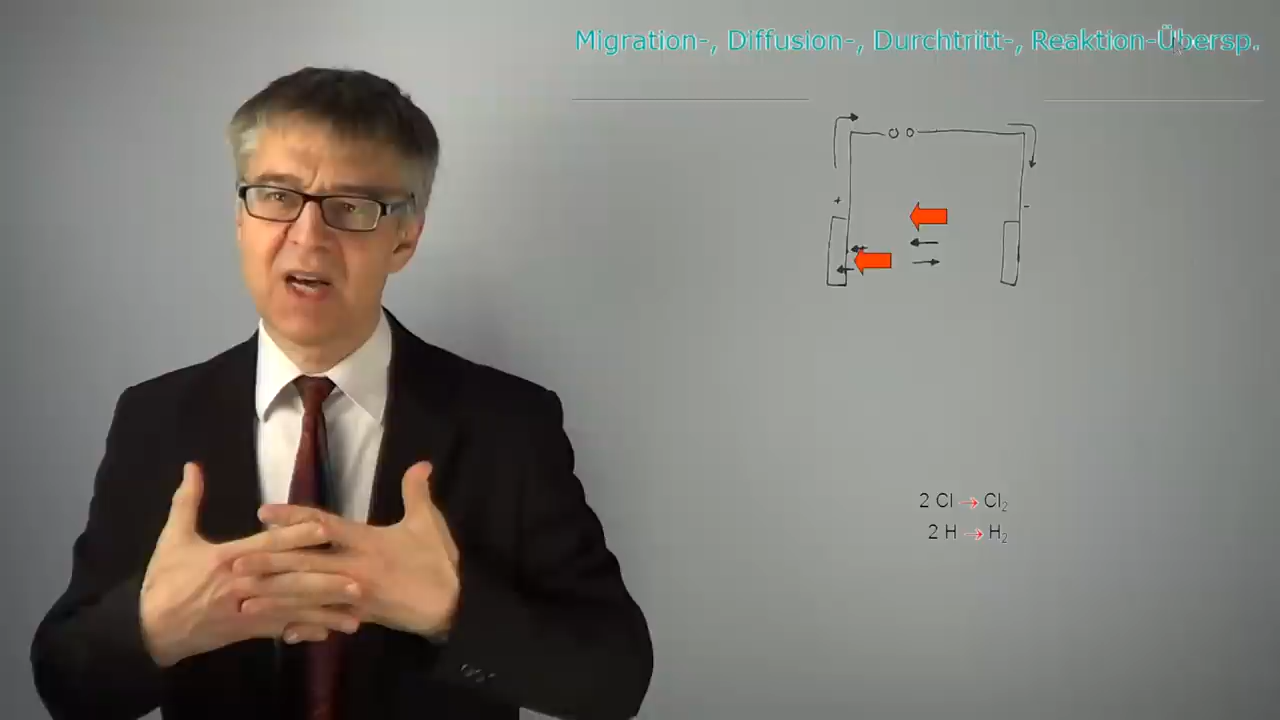 Migration-, Diffusion-, Durchtritt-, Reaktion-Übersp.
+ -
2 Cl → Cl₂
2 H → H₂